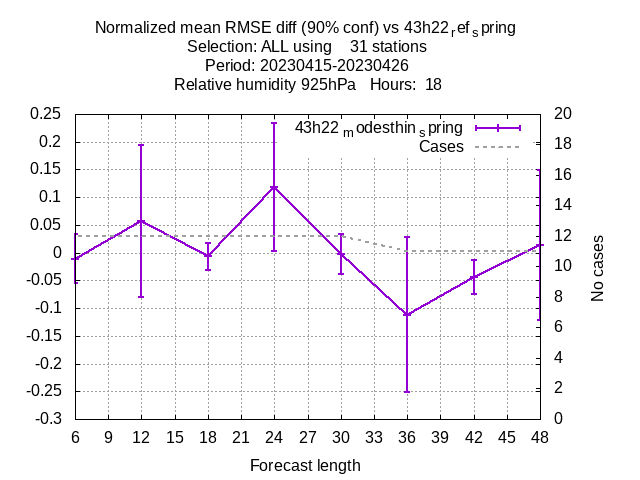 Normalized mean RMSE diff (90% conf) vs 43h22refspring
Selection: ALL using 31 stations
Period: 20230415-20230426
Relative humidity 925hPa Hours: 18
43h22modesthinspring
Cases
0.25
0.2
0.15
0.1
0.05
0
-0.05
-0.1
-0.15
-0.2
-0.25
-0.3
20
18
16
14
12
10
8
6
4
2
0
No cases
6 9 12 15 18 21 24 27 30 33 36 39 42 45 48
Forecast length